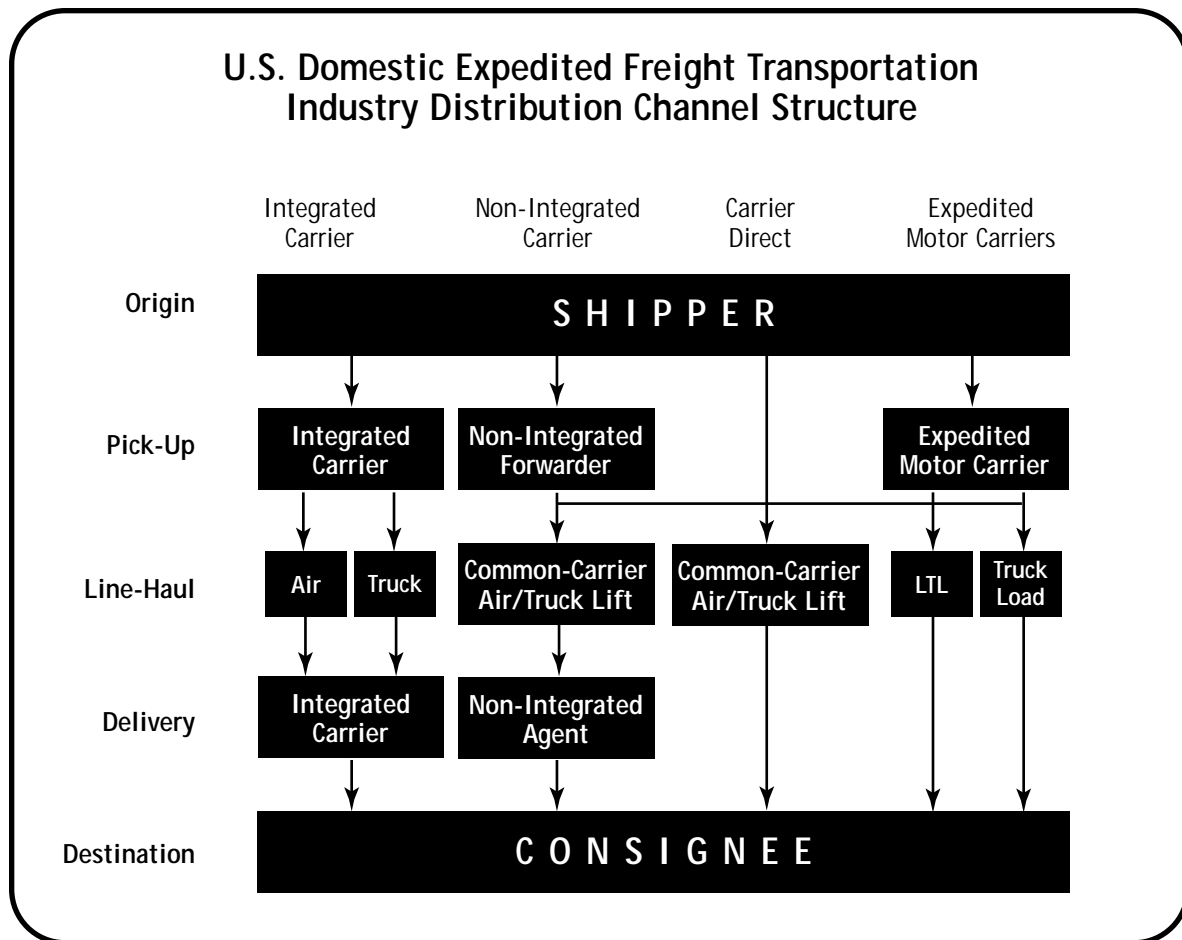 U.S. Domestic Expedited Freight Transportation
Industry Distribution Channel Structure
Integrated
Carrier
Non-Integrated
Carrier
Carrier
Direct
Expedited
Motor Carriers
Origin
SHIPPER
Pick-Up
Integrated
Carrier
Non-Integrated
Forwarder
Expedited
Motor Carrier
Line-Haul
Air
Truck
Common-Carrier
Air/Truck Lift
Common-Carrier
Air/Truck Lift
LTL
Truck
Load
Delivery
Integrated
Carrier
Non-Integrated
Agent
Destination
CONSIGNEE